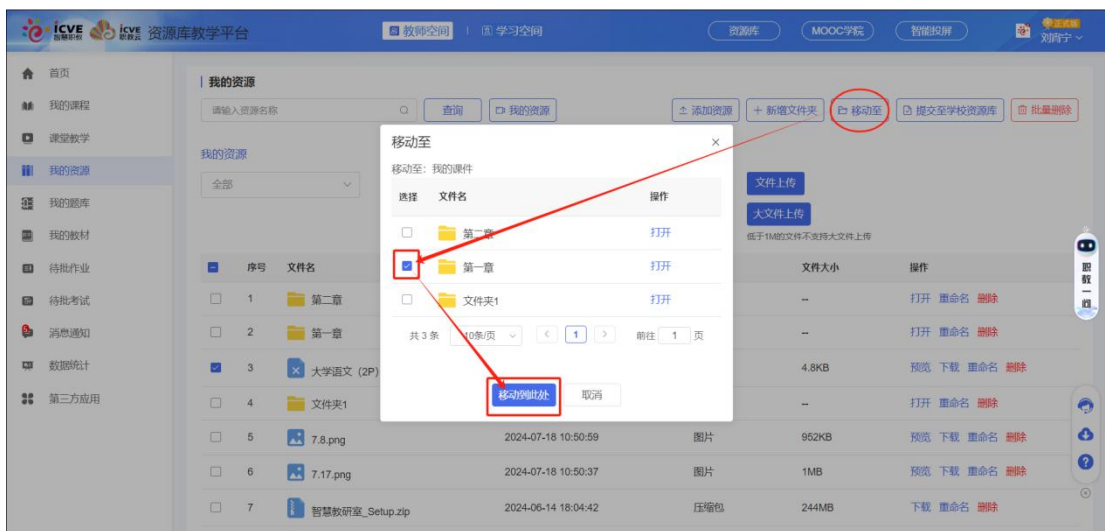 icve 智慧职教 icve 职教云 资源库教学平台 教师空间 学习空间 资源库 MOOC学院 智能投屏 正式版
刘南宁
首页
我的课程
课堂教学
我的资源
我的题库
我的教材
待批作业
待批考试
消息通知
数据统计
第三方应用
我的资源
请输入资源名称 查询 我的资源 添加资源 新增文件夹 移动至 提交至学校资源库 批量删除
我的资源
全部
文件上传
大文件上传
低于1M的文件不支持大文件上传
移动至
移动至: 我的课件
选择 文件名 操作
第二章 打开
第一章 打开
文件夹1 打开
共 3 条 10条/页 1 前往 1 页
移动到此处 取消
序号 文件名 文件大小 操作
1 第二章 -- 打开 重命名 删除
2 第一章 -- 打开 重命名 删除
3 大学语文 (2P) 4.8KB 预览 下载 重命名 删除
4 文件夹1 -- 打开 重命名 删除
5 7.8.png 2024-07-18 10:50:59 图片 952KB 预览 下载 重命名 删除
6 7.17.png 2024-07-18 10:50:37 图片 1MB 预览 下载 重命名 删除
7 智慧教研室_Setup.zip 2024-06-14 18:04:42 压缩包 244MB 下载 重命名 删除
职教一问